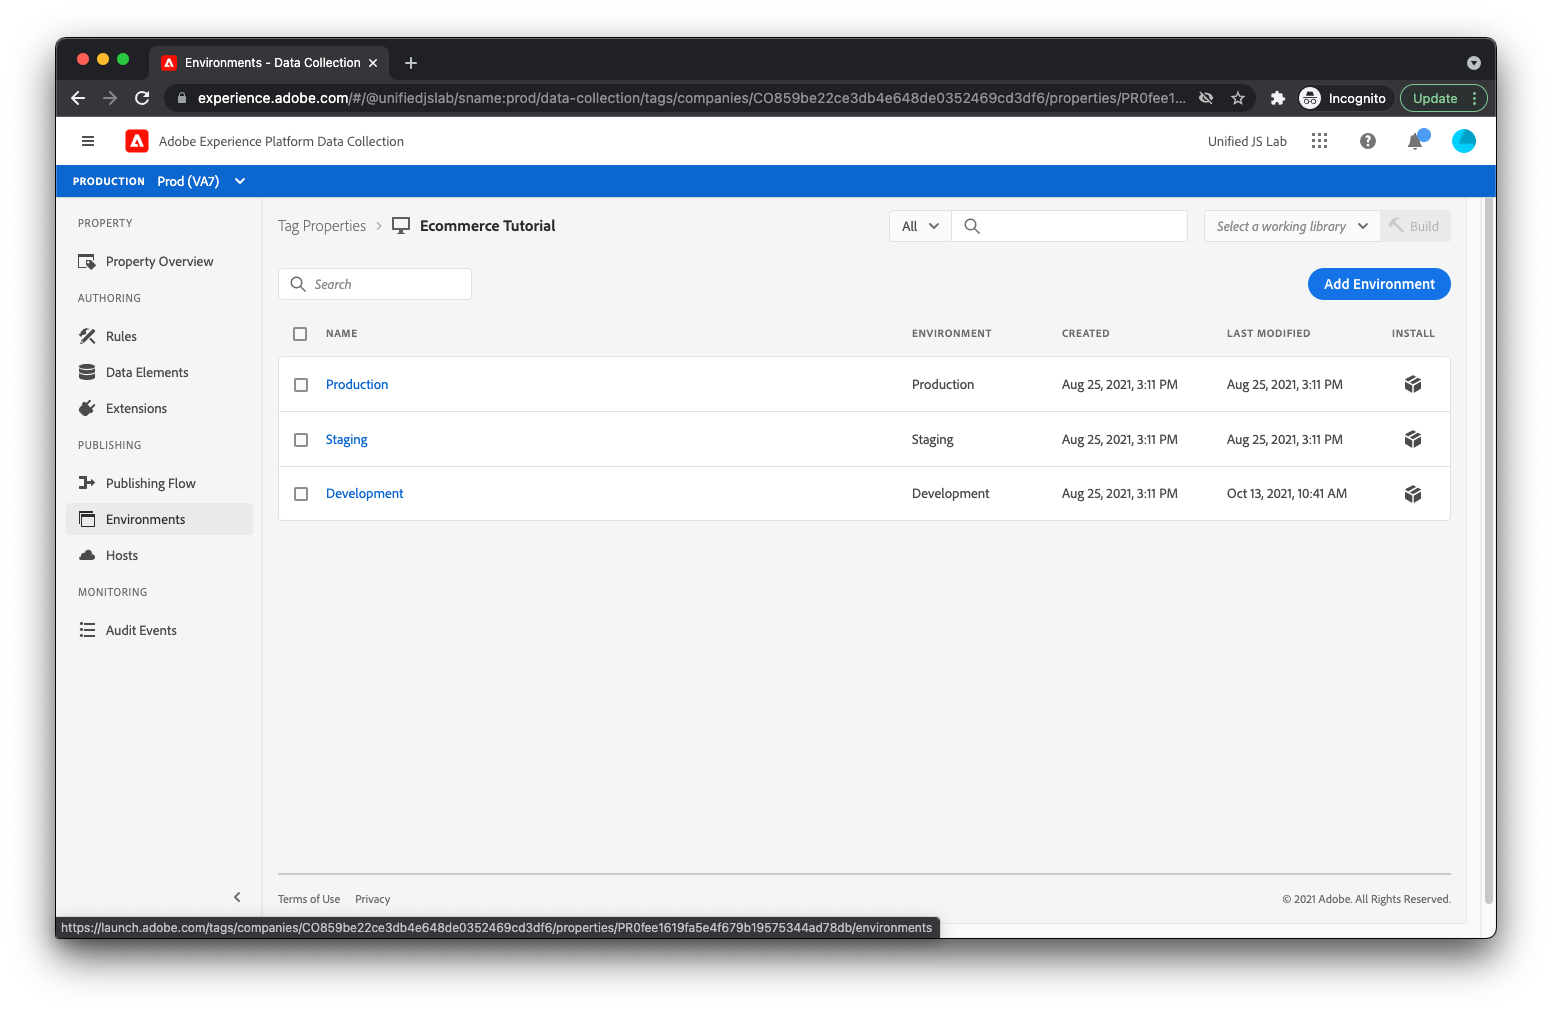 Environments - Data Collection
experience.adobe.com/#/@unifiedjslab/sname:prod/data-collection/tags/companies/CO859be22ce3db4e648de0352469cd3df6/properties/PR0fee1...
Incognito
Update
Adobe Experience Platform Data Collection
Unified JS Lab
PRODUCTION Prod (VA7)
PROPERTY
Property Overview
AUTHORING
Rules
Data Elements
Extensions
PUBLISHING
Publishing Flow
Environments
Hosts
MONITORING
Audit Events
Tag Properties > Ecommerce Tutorial
All
Select a working library
Build
Search
Add Environment
NAME ENVIRONMENT CREATED LAST MODIFIED INSTALL
Production Production Aug 25, 2021, 3:11 PM Aug 25, 2021, 3:11 PM
Staging Staging Aug 25, 2021, 3:11 PM Aug 25, 2021, 3:11 PM
Development Development Aug 25, 2021, 3:11 PM Oct 13, 2021, 10:41 AM
Terms of Use Privacy © 2021 Adobe. All Rights Reserved.
https://launch.adobe.com/tags/companies/CO859be22ce3db4e648de0352469cd3df6/properties/PR0fee1619fa5e4f679b19575344ad78db/environments